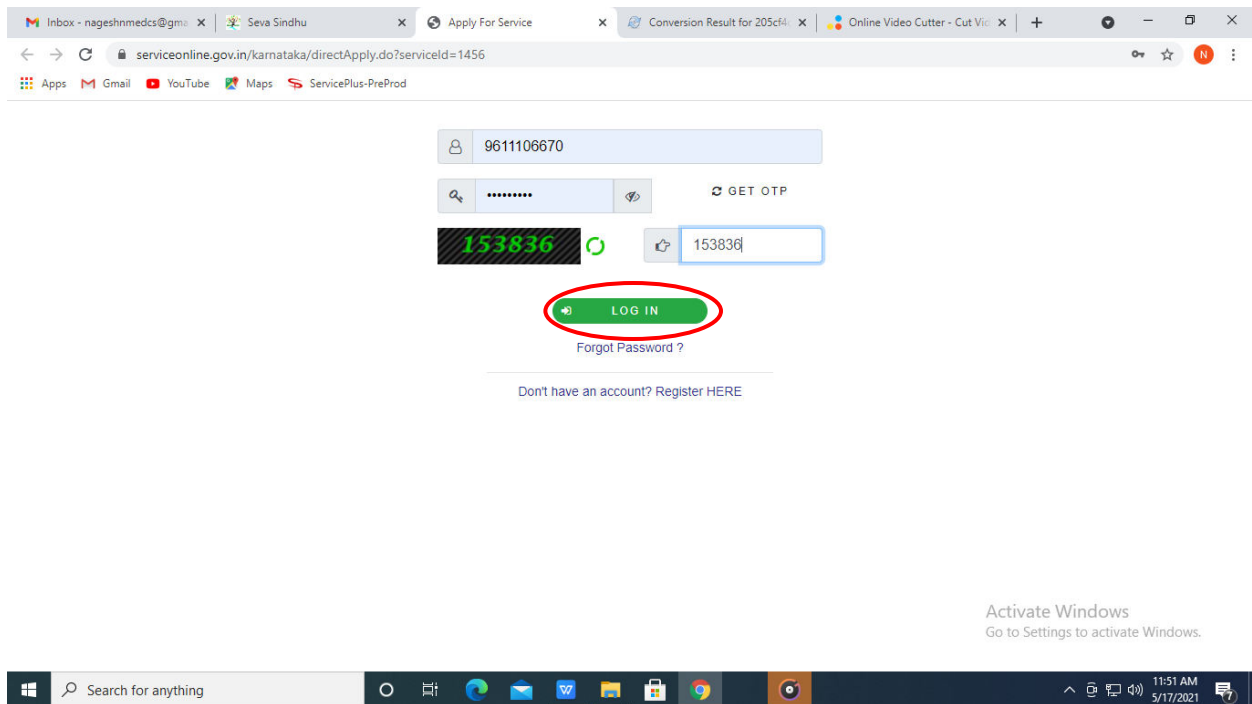 Inbox - nageshnmedcs@gma
Seva Sindhu
Apply For Service
Conversion Result for 205cf4
Online Video Cutter - Cut Vid
serviceonline.gov.in/karnataka/directApply.do?serviceId=1456
N
Apps
Gmail
YouTube
Maps
ServicePlus-PreProd
9611106670
•••••••••
GET OTP
153836
153836
LOG IN
Forgot Password ?
Don't have an account? Register HERE
Activate Windows
Go to Settings to activate Windows.
Search for anything
11:51 AM
5/17/2021
7